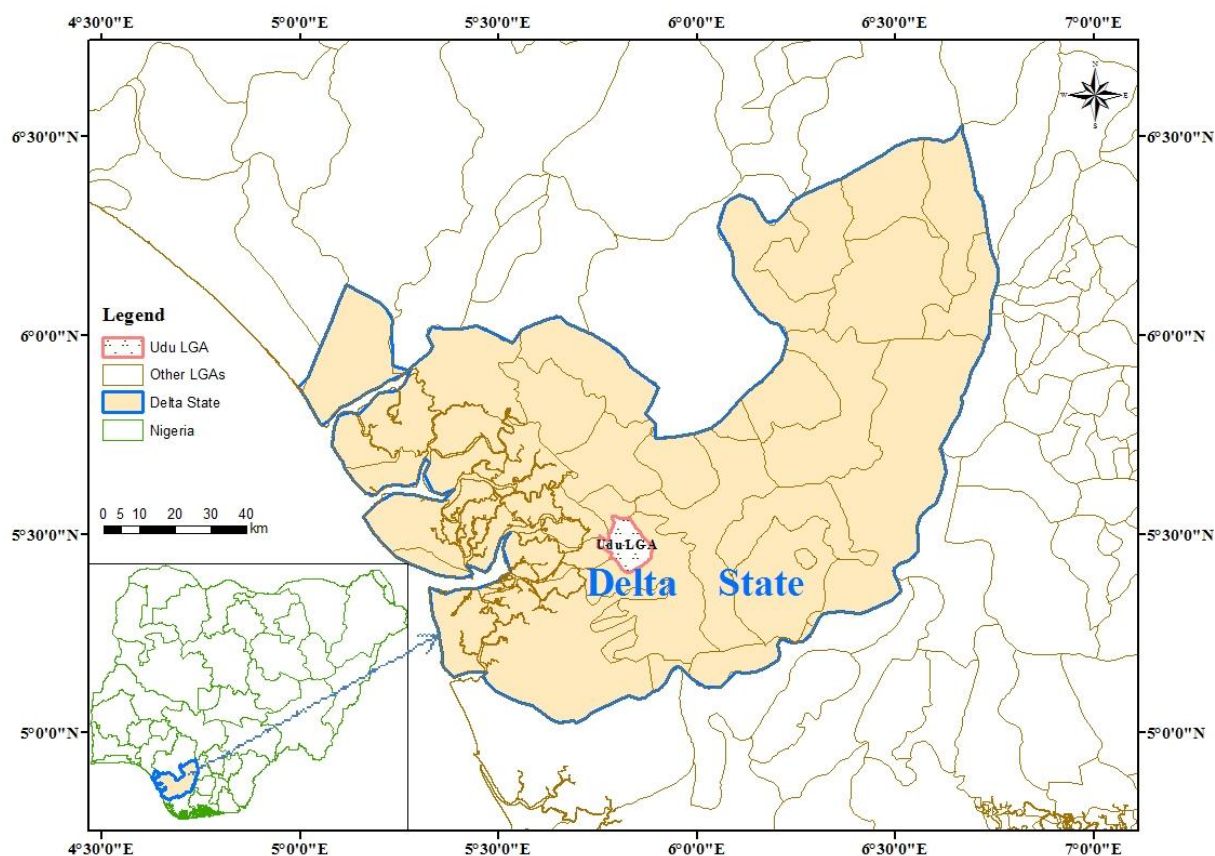 4°30'0"E 5°0'0"E 5°30'0"E 6°0'0"E 6°30'0"E 7°0'0"E
N
W E
S
6°30'0"N 6°30'0"N
Legend
6°0'0"N 6°0'0"N
Udu LGA
Other LGAs
Delta State
Nigeria
0 5 10 20 30 40
km
5°30'0"N 5°30'0"N
Udu LGA
Delta State
5°0'0"N 5°0'0"N
4°30'0"E 5°0'0"E 5°30'0"E 6°0'0"E 6°30'0"E 7°0'0"E